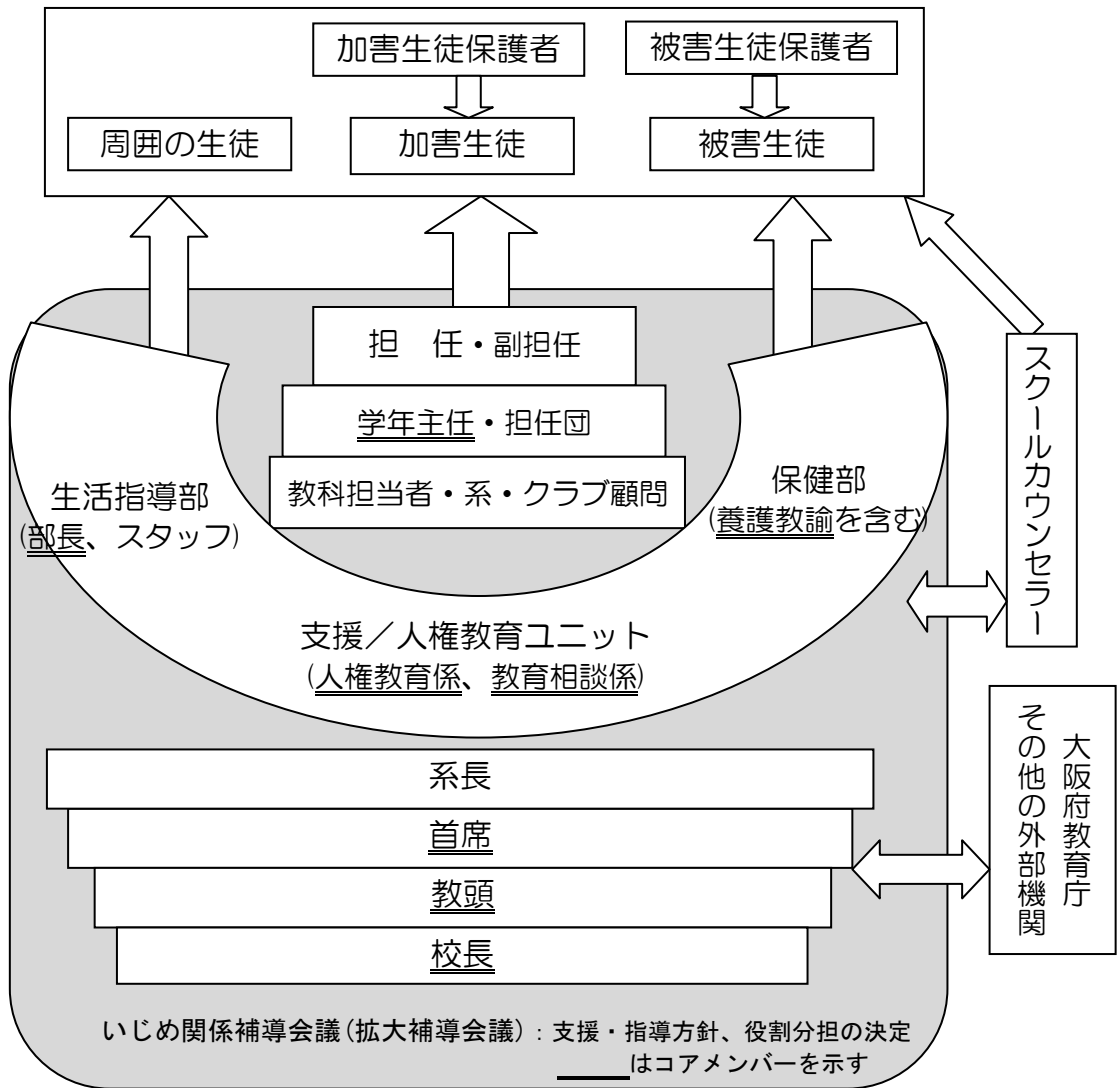 加害生徒保護者
被害生徒保護者
周囲の生徒
加害生徒
被害生徒
担　任・副担任
学年主任・担任団
教科担当者・系・クラブ顧問
生活指導部
(部長、スタッフ)
保健部
(養護教諭を含む)
支援／人権教育ユニット
(人権教育係、教育相談係)
スクールカウンセラー
大阪府教育庁
その他の外部機関
系長
首席
教頭
校長
いじめ関係補導会議(拡大補導会議)：支援・指導方針、役割分担の決定
はコアメンバーを示す